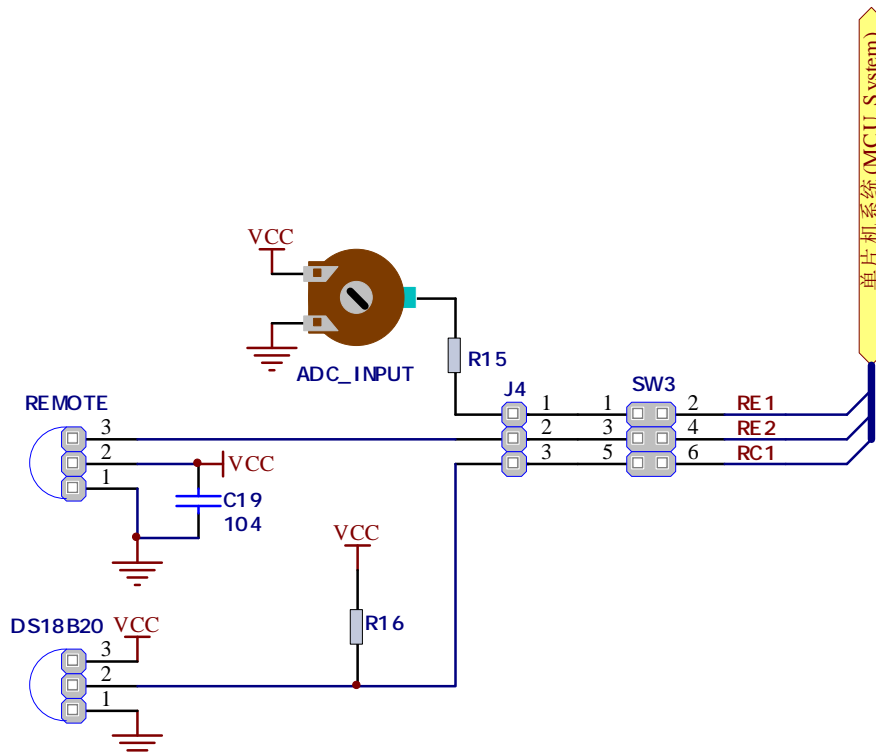 单片机系统 (MCU System)
VCC
ADC_INPUT
R15
J4
SW3
1 1 2 RE1
2 3 4 RE2
3 5 6 RC1
REMOTE
3
2
1
VCC
C19
104
VCC
R16
DS18B20 VCC
3
2
1